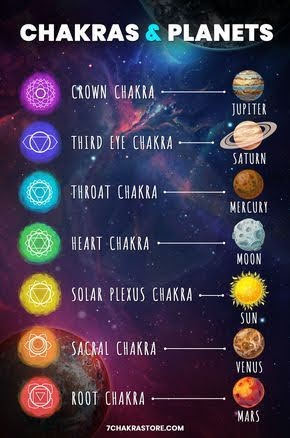 CHAKRAS & PLANETS
CROWN CHAKRA
JUPITER
THIRD EYE CHAKRA
SATURN
THROAT CHAKRA
MERCURY
HEART CHAKRA
MOON
SOLAR PLEXUS CHAKRA
SUN
SACRAL CHAKRA
VENUS
ROOT CHAKRA
MARS
7CHAKRASTORE.COM